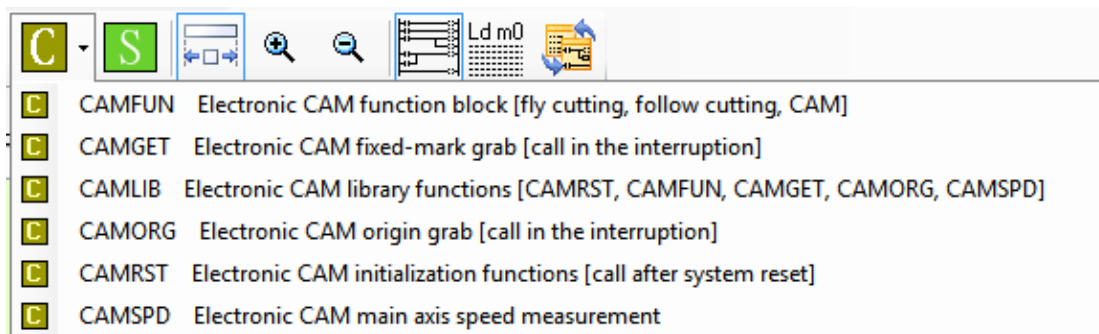 C S Ld m0
C CAMFUN Electronic CAM function block [fly cutting, follow cutting, CAM]
C CAMGET Electronic CAM fixed-mark grab [call in the interruption]
C CAMLIB Electronic CAM library functions [CAMRST, CAMFUN, CAMGET, CAMORG, CAMSPD]
C CAMORG Electronic CAM origin grab [call in the interruption]
C CAMRST Electronic CAM initialization functions [call after system reset]
C CAMSPD Electronic CAM main axis speed measurement